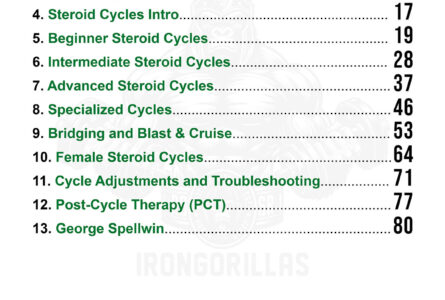 4. Steroid Cycles Intro.................................................... 17
5. Beginner Steroid Cycles............................................. 19
6. Intermediate Steroid Cycles....................................... 28
7. Advanced Steroid Cycles........................................... 37
8. Specialized Cycles..................................................... 46
9. Bridging and Blast & Cruise...................................... 53
10. Female Steroid Cycles............................................. 64
11. Cycle Adjustments and Troubleshooting................. 71
12. Post-Cycle Therapy (PCT)........................................ 77
13. George Spellwin....................................................... 80
IRONGORILLAS